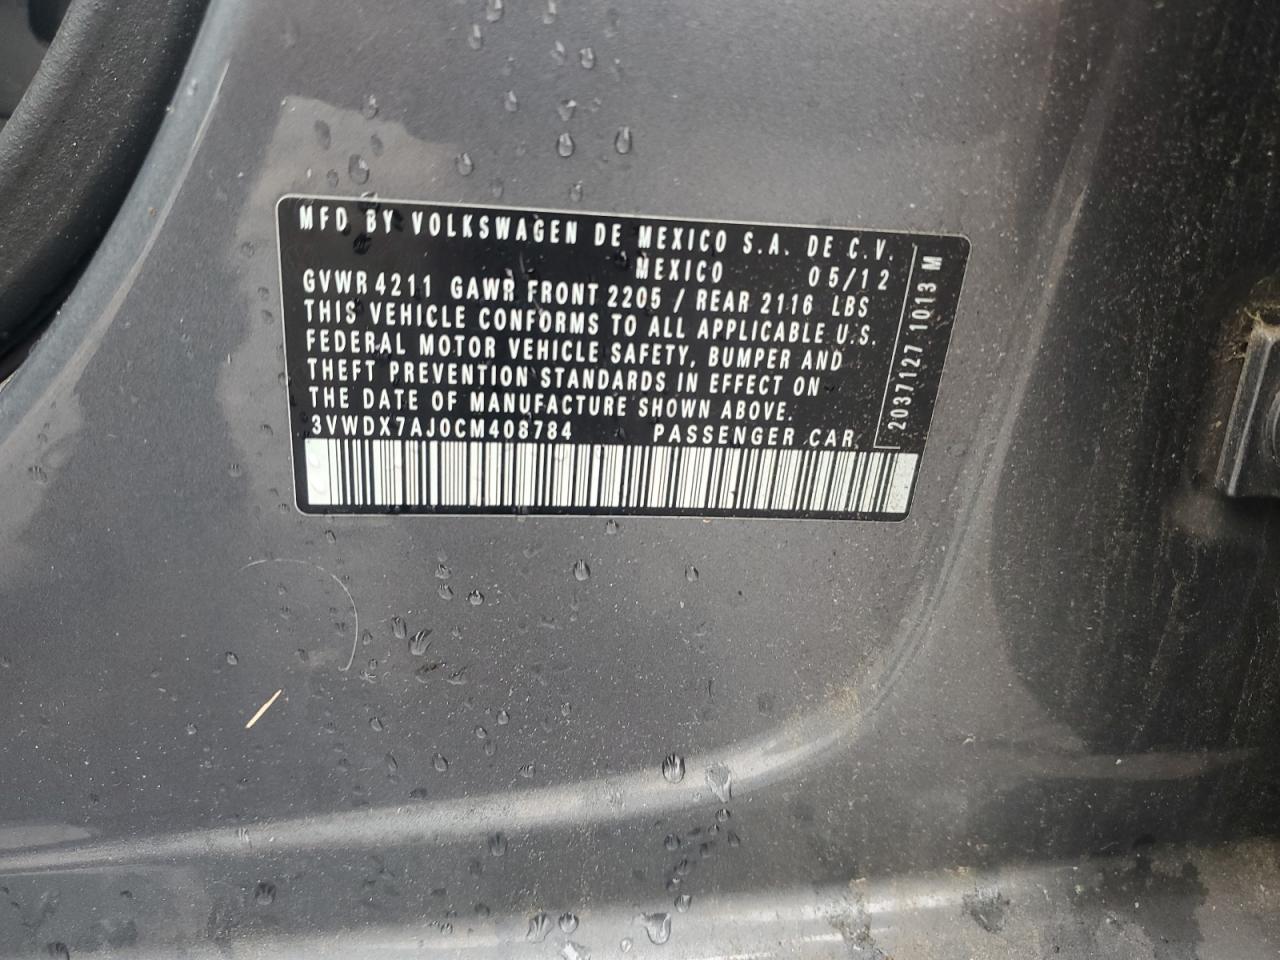 MFD BY VOLKSWAGEN DE MEXICO S.A. DE C.V.
MEXICO 05/12
GVWR 4211 GAWR FRONT 2205 / REAR 2116 LBS
THIS VEHICLE CONFORMS TO ALL APPLICABLE U.S.
FEDERAL MOTOR VEHICLE SAFETY, BUMPER AND
THEFT PREVENTION STANDARDS IN EFFECT ON
THE DATE OF MANUFACTURE SHOWN ABOVE.
3VWDX7AJ0CM408784 PASSENGER CAR
2037127 1013 M